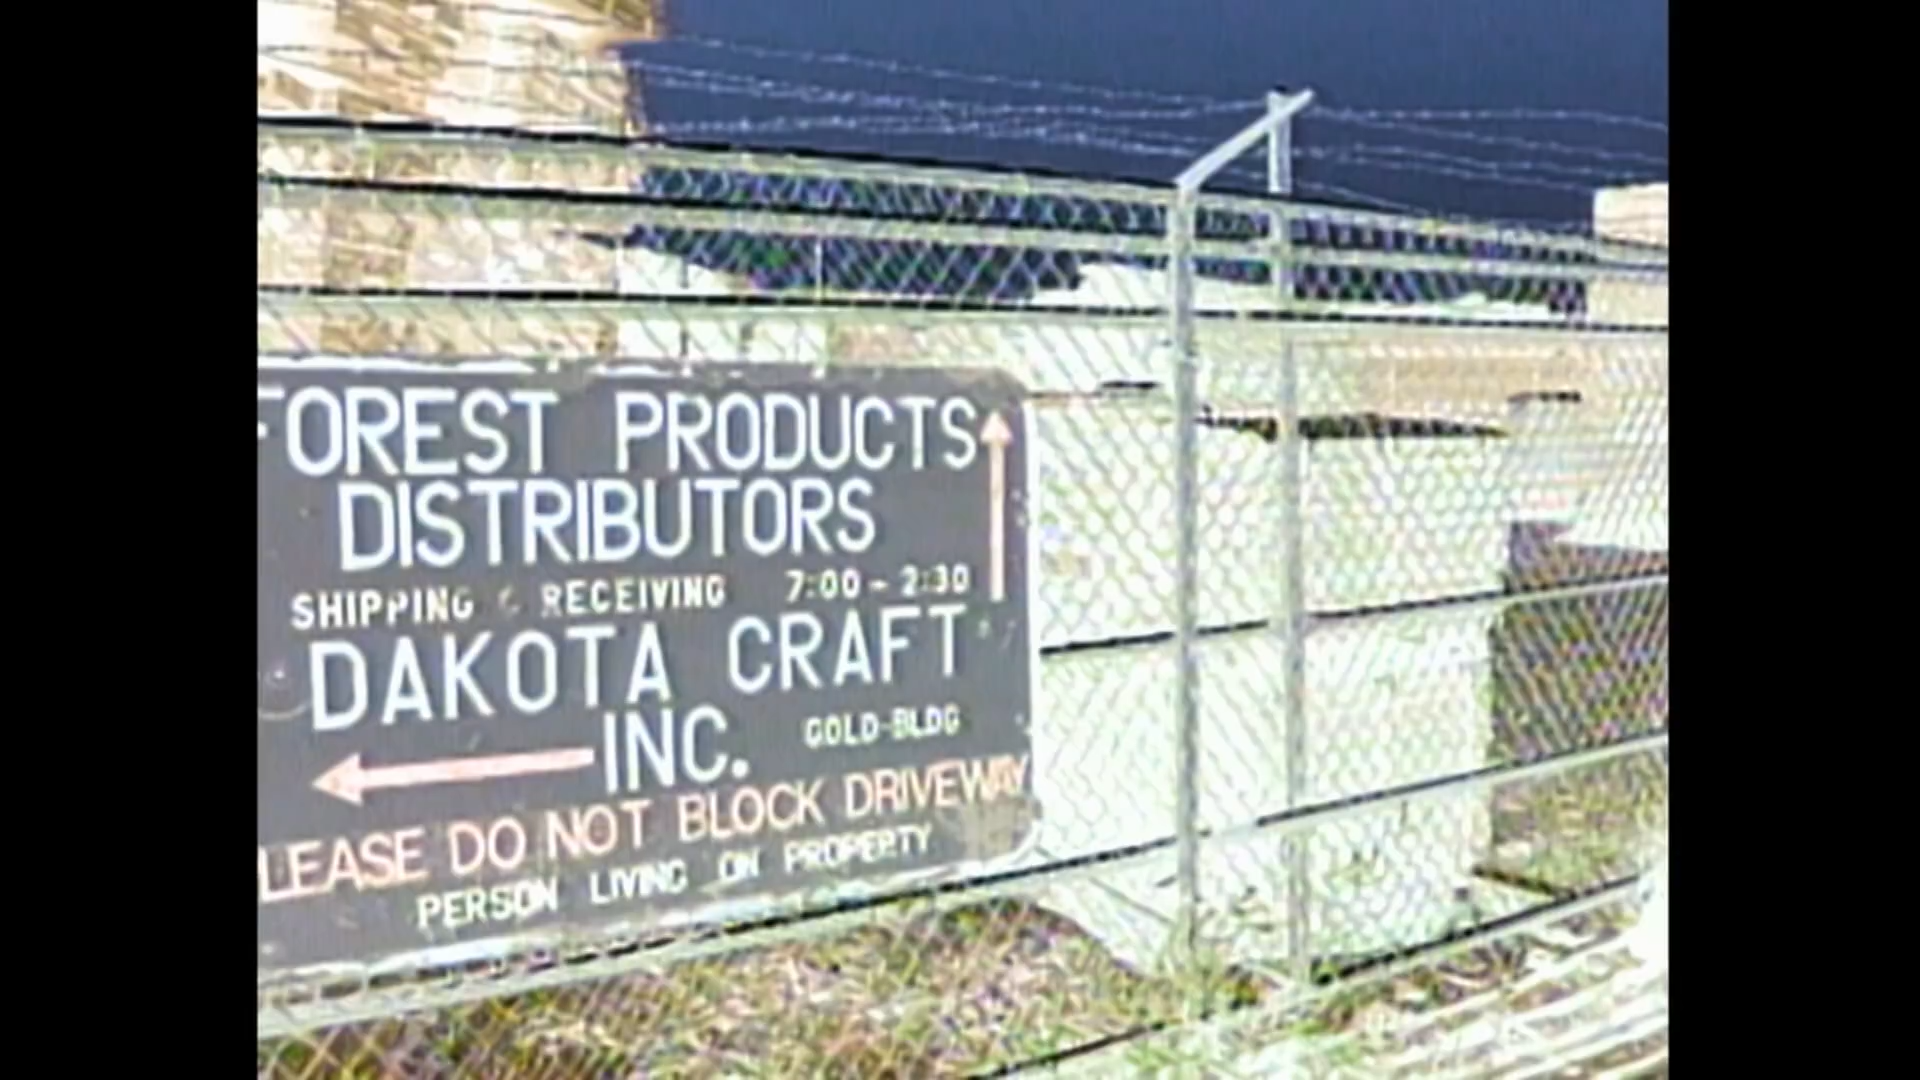 FOREST PRODUCTS
DISTRIBUTORS
SHIPPING & RECEIVING 7:00 - 2:30
DAKOTA CRAFT
INC. GOLD-BLDG
LEASE DO NOT BLOCK DRIVEWAY
PERSON LIVING ON PROPERTY